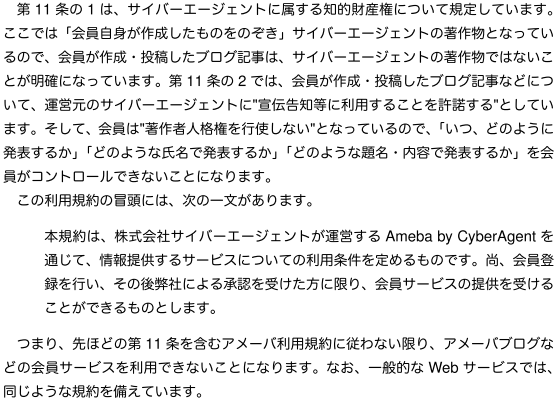 第 11 条の 1 は、サイバーエージェントに属する知的財産権について規定しています。
ここでは「会員自身が作成したものをのぞき」サイバーエージェントの著作物となってい
るので、会員が作成・投稿したブログ記事は、サイバーエージェントの著作物ではないこ
とが明確になっています。第 11 条の 2 では、会員が作成・投稿したブログ記事などにつ
いて、運営元のサイバーエージェントに"宣伝告知等に利用することを許諾する"としてい
ます。そして、会員は"著作者人格権を行使しない"となっているので、「いつ、どのように
発表するか」「どのような氏名で発表するか」「どのような題名・内容で発表するか」を会
員がコントロールできないことになります。
この利用規約の冒頭には、次の一文があります。
本規約は、株式会社サイバーエージェントが運営する Ameba by CyberAgent を
通じて、情報提供するサービスについての利用条件を定めるものです。尚、会員登
録を行い、その後弊社による承認を受けた方に限り、会員サービスの提供を受ける
ことができるものとします。
つまり、先ほどの第 11 条を含むアメーバ利用規約に従わない限り、アメーバブログな
どの会員サービスを利用できないことになります。なお、一般的な Web サービスでは、
同じような規約を備えています。